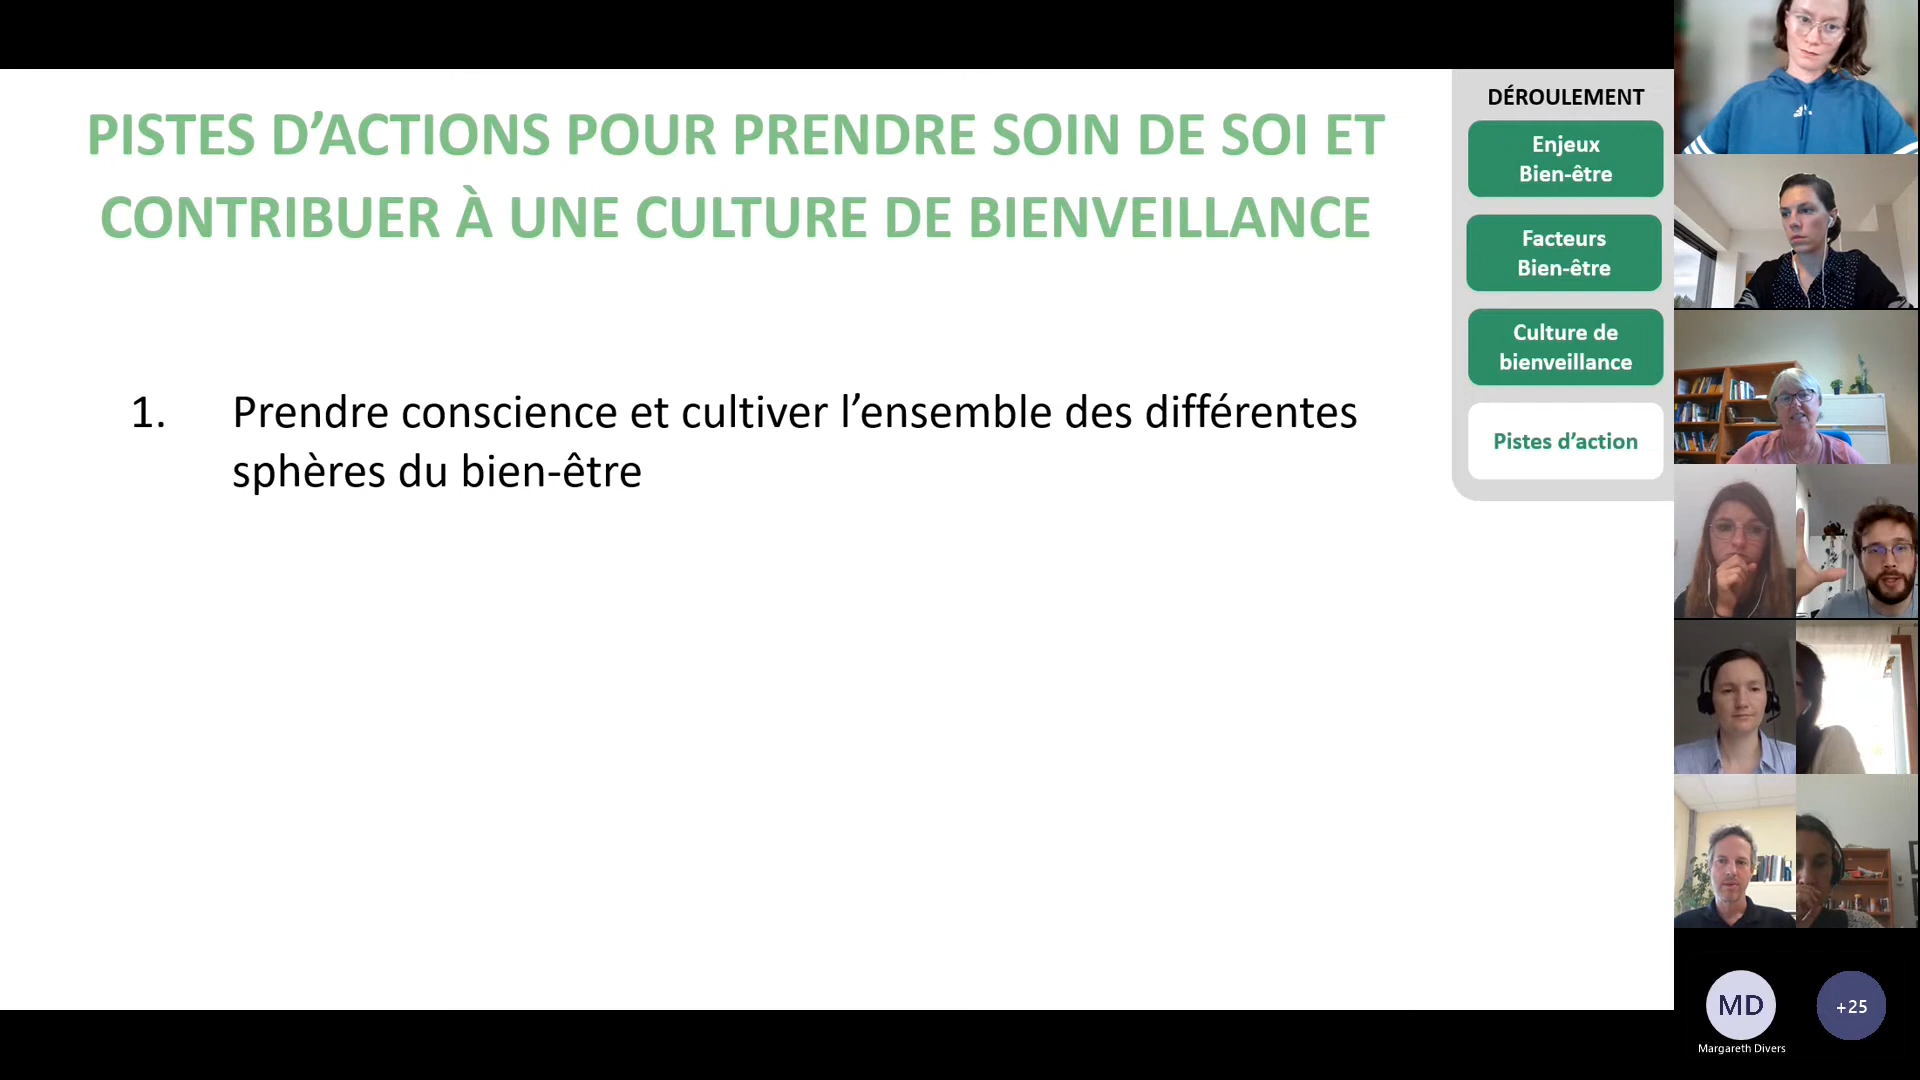 PISTES D’ACTIONS POUR PRENDRE SOIN DE SOI ET
CONTRIBUER À UNE CULTURE DE BIENVEILLANCE
1. Prendre conscience et cultiver l’ensemble des différentes
sphères du bien-être
DÉROULEMENT
Enjeux
Bien-être
Facteurs
Bien-être
Culture de
bienveillance
Pistes d’action
MD
Margareth Divers
+25